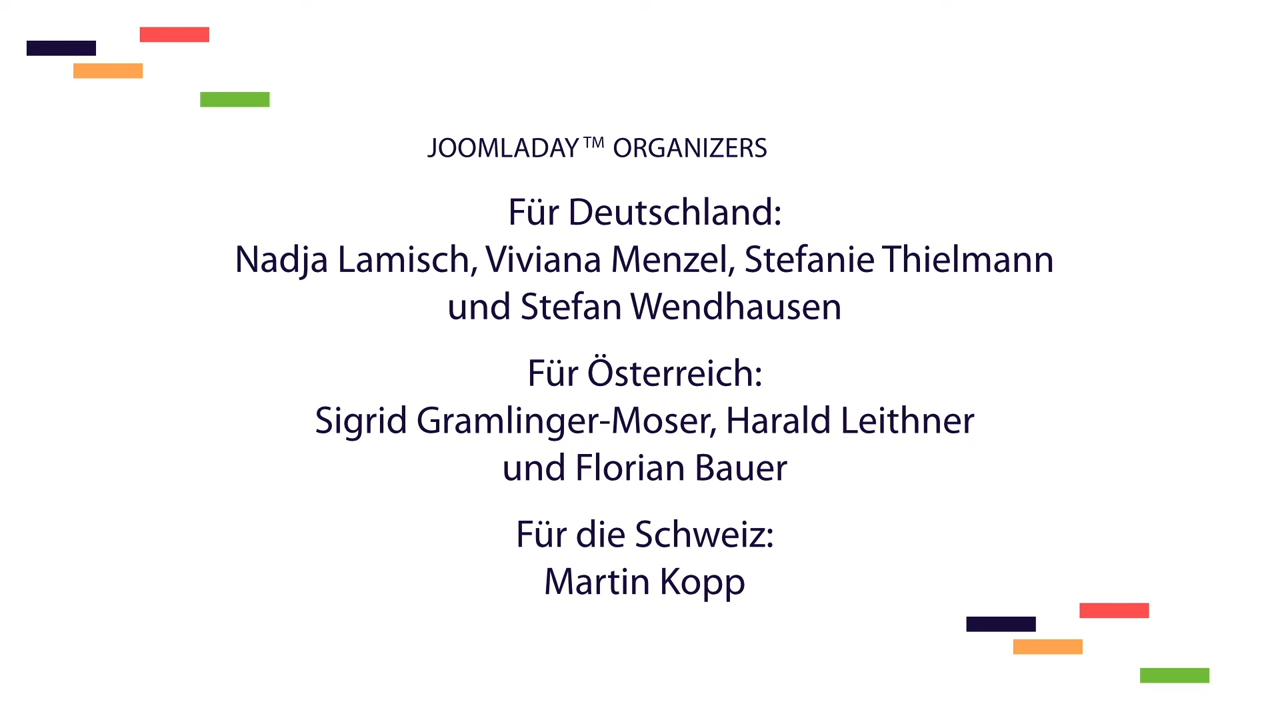 JOOMLADAY™ ORGANIZERS
Für Deutschland:
Nadja Lamisch, Viviana Menzel, Stefanie Thielmann
und Stefan Wendhausen
Für Österreich:
Sigrid Gramlinger-Moser, Harald Leithner
und Florian Bauer
Für die Schweiz:
Martin Kopp